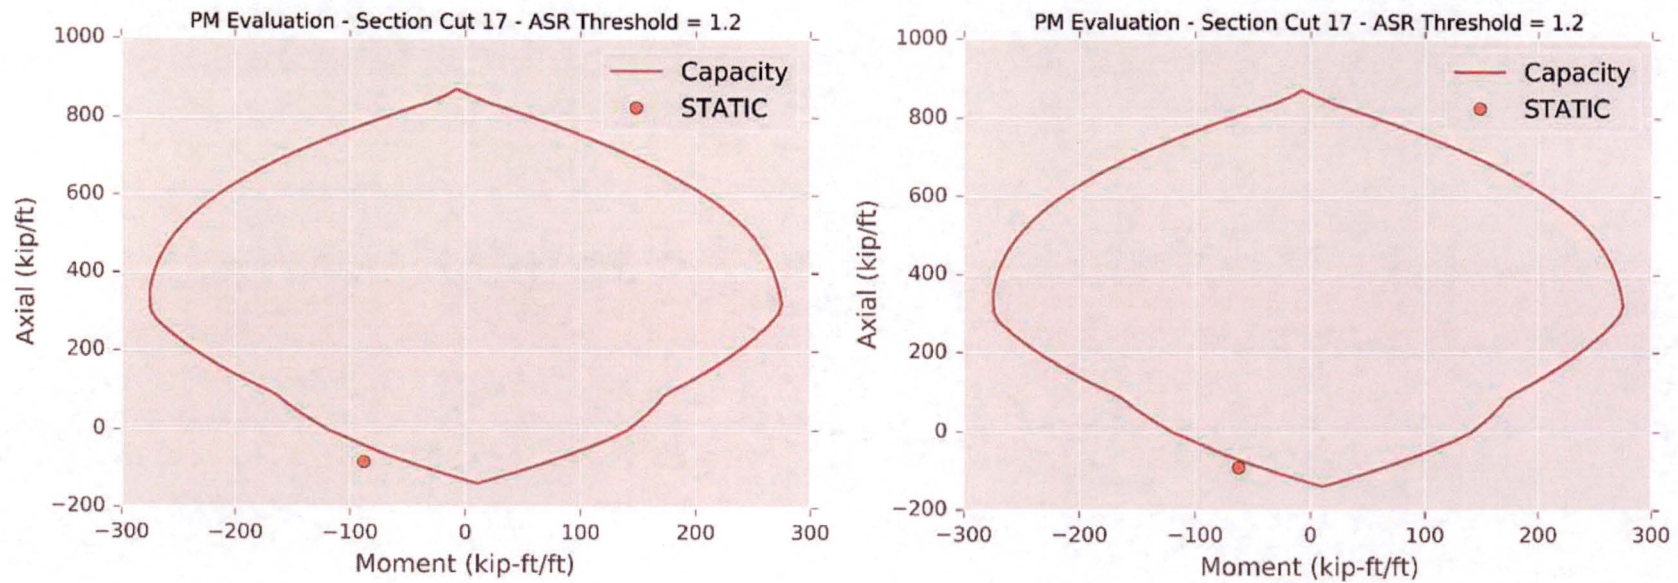 PM Evaluation - Section Cut 17 - ASR Threshold = 1.2
1000
800
600
400
200
0
−200
Axial (kip/ft)
Capacity
STATIC
−300
−200
−100
0
100
200
300
Moment (kip-ft/ft)
PM Evaluation - Section Cut 17 - ASR Threshold = 1.2
1000
800
600
400
200
0
−200
Axial (kip/ft)
Capacity
STATIC
−300
−200
−100
0
100
200
300
Moment (kip-ft/ft)